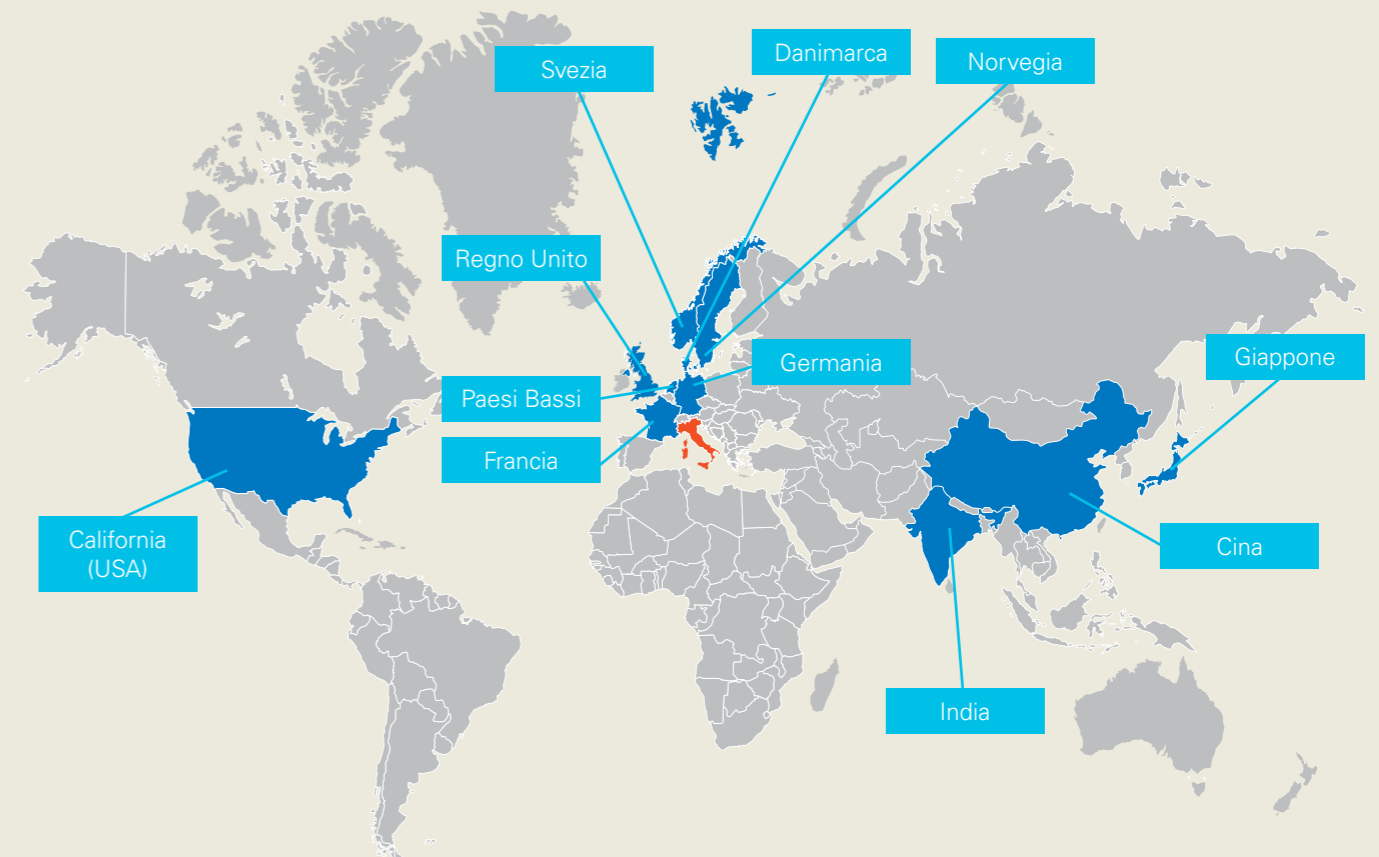 Danimarca
Norvegia
Svezia
Regno Unito
Giappone
Germania
Paesi Bassi
Francia
California
(USA)
Cina
India